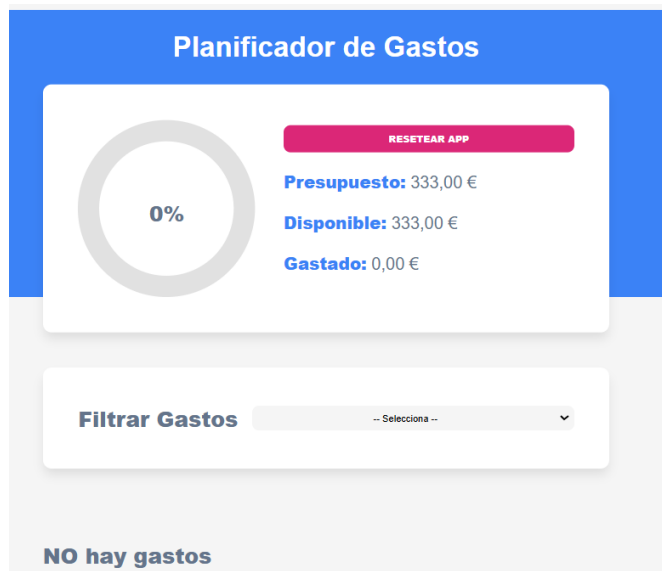 Planificador de Gastos
0%
RESETEAR APP
Presupuesto: 333,00 €
Disponible: 333,00 €
Gastado: 0,00 €
Filtrar Gastos
-- Selecciona --
NO hay gastos